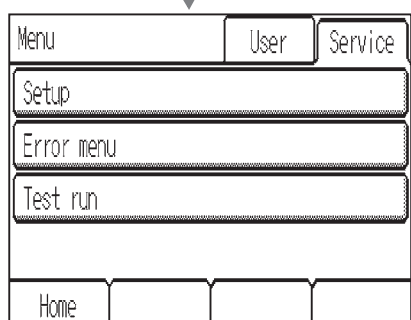 Menu User Service
Setup
Error menu
Test run
Home